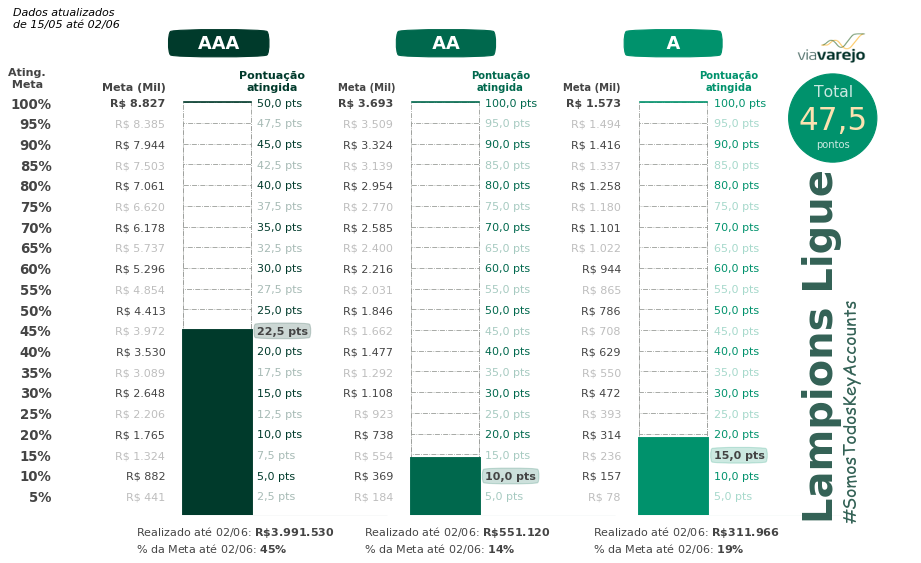 Dados atualizados
de 15/05 até 02/06
AAA AA A
viavarejo
Ating. Meta Meta (Mil) Pontuação atingida Meta (Mil) Pontuação atingida Meta (Mil) Pontuação atingida
100% R$ 8.827 50,0 pts R$ 3.693 100,0 pts R$ 1.573 100,0 pts
95% R$ 8.385 47,5 pts R$ 3.509 95,0 pts R$ 1.494 95,0 pts
90% R$ 7.944 45,0 pts R$ 3.324 90,0 pts R$ 1.416 90,0 pts
85% R$ 7.503 42,5 pts R$ 3.139 85,0 pts R$ 1.337 85,0 pts
80% R$ 7.061 40,0 pts R$ 2.954 80,0 pts R$ 1.258 80,0 pts
75% R$ 6.620 37,5 pts R$ 2.770 75,0 pts R$ 1.180 75,0 pts
70% R$ 6.178 35,0 pts R$ 2.585 70,0 pts R$ 1.101 70,0 pts
65% R$ 5.737 32,5 pts R$ 2.400 65,0 pts R$ 1.022 65,0 pts
60% R$ 5.296 30,0 pts R$ 2.216 60,0 pts R$ 944 60,0 pts
55% R$ 4.854 27,5 pts R$ 2.031 55,0 pts R$ 865 55,0 pts
50% R$ 4.413 25,0 pts R$ 1.846 50,0 pts R$ 786 50,0 pts
45% R$ 3.972 22,5 pts R$ 1.662 45,0 pts R$ 708 45,0 pts
40% R$ 3.530 20,0 pts R$ 1.477 40,0 pts R$ 629 40,0 pts
35% R$ 3.089 17,5 pts R$ 1.292 35,0 pts R$ 550 35,0 pts
30% R$ 2.648 15,0 pts R$ 1.108 30,0 pts R$ 472 30,0 pts
25% R$ 2.206 12,5 pts R$ 923 25,0 pts R$ 393 25,0 pts
20% R$ 1.765 10,0 pts R$ 738 20,0 pts R$ 314 20,0 pts
15% R$ 1.324 7,5 pts R$ 554 15,0 pts R$ 236 15,0 pts
10% R$ 882 5,0 pts R$ 369 10,0 pts R$ 157 10,0 pts
5% R$ 441 2,5 pts R$ 184 5,0 pts R$ 78 5,0 pts
Realizado até 02/06: R$3.991.530 Realizado até 02/06: R$551.120 Realizado até 02/06: R$311.966
% da Meta até 02/06: 45% % da Meta até 02/06: 14% % da Meta até 02/06: 19%
Total
47,5
pontos
Lampions Ligue
#SomosTodosKeyAccounts